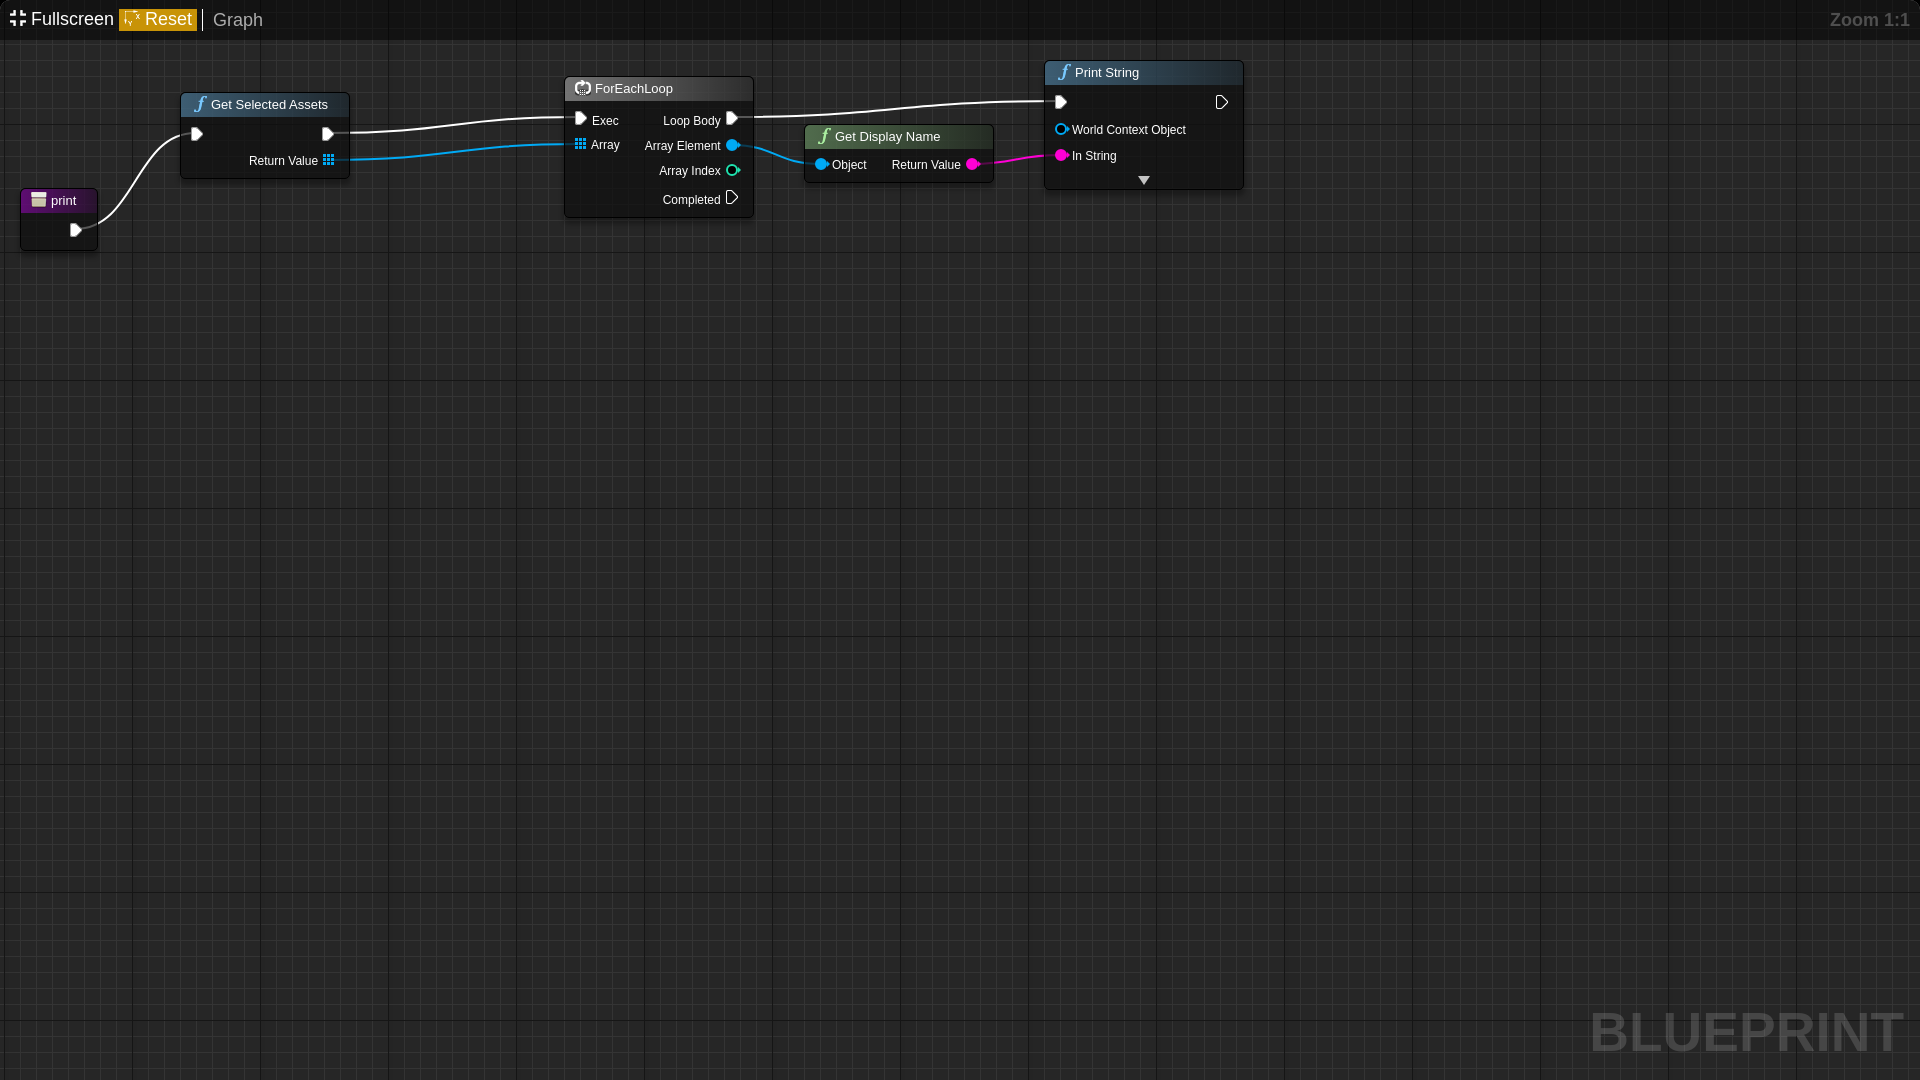 Fullscreen Reset Graph Zoom 1:1
Print String
World Context Object
In String
ForEachLoop
Exec Loop Body
Array Array Element
Array Index
Completed
Get Selected Assets
Return Value
Get Display Name
Object Return Value
print
BLUEPRINT